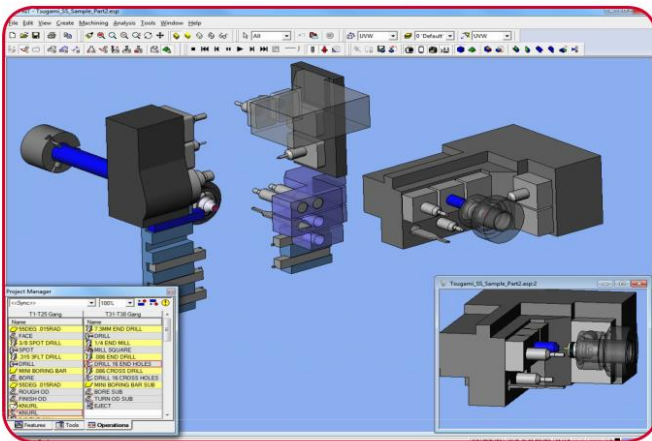 Tsugami_SS_Sample_Part2.esp
File Edit View Create Machining Analysis Tools Window Help
All
UVW
0 'Default'
UVW
Project Manager
<<Sync>>
100%
T1-T25 Gang
T31-T38 Gang
Name
Name
55DEG .015RAD
7.3MM END DRILL
FACE
DRILL
3/8 SPOT DRILL
1/4 END MILL
SPOT
MILL SQUARE
.315 3FLT DRILL
.086 END DRILL
DRILL
DRILL 16 END HOLES
MINI BORING BAR
.086 CROSS DRILL
BORE
DRILL 16 CROSS HOLES
55DEG .015RAD
MINI BORING BAR SUB
ROUGH OD
BORE SUB
FINISH OD
TURN OD SUB
KNURL
EJECT
KNURL
Features
Tools
Operations
Tsugami_SS_Sample_Part2.esp:2